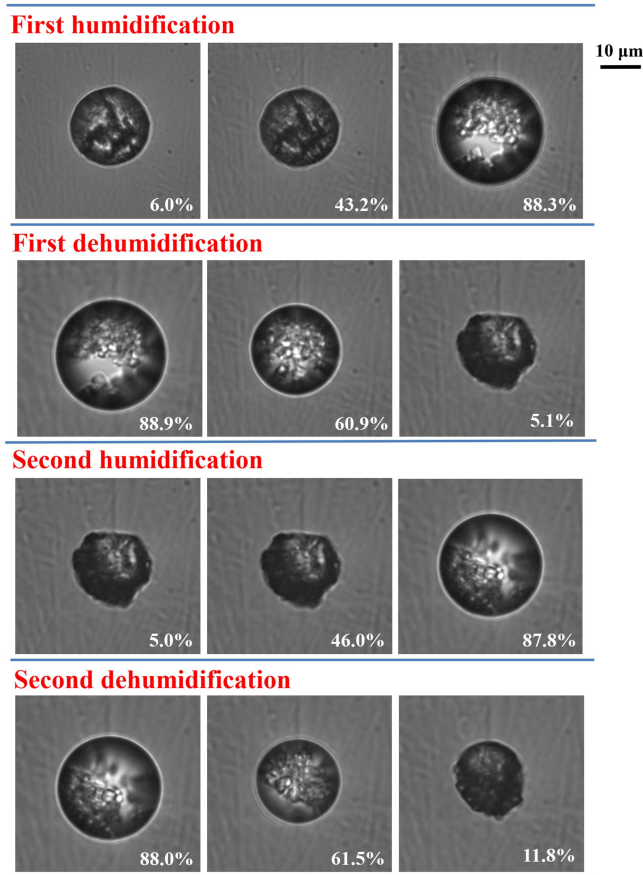 First humidification
10 μm
6.0%
43.2%
88.3%
First dehumidification
88.9%
60.9%
5.1%
Second humidification
5.0%
46.0%
87.8%
Second dehumidification
88.0%
61.5%
11.8%